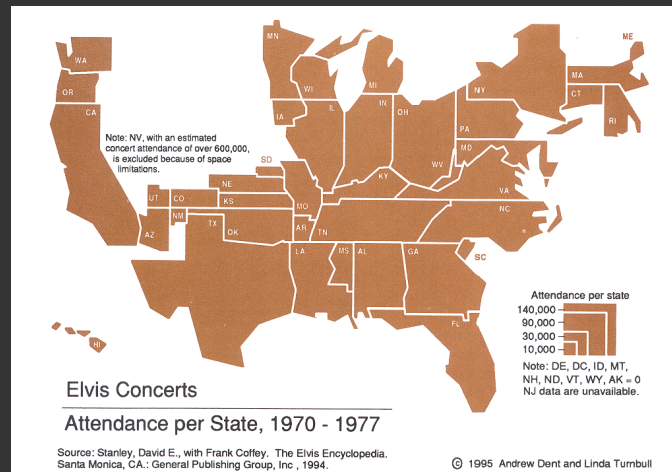 MN
ME
WA
WI
MI
NY
MA
OR
IL
IN
OH
CT
CA
IA
PA
RI
Note: NV, with an estimated
concert attendance of over 600,000,
is excluded because of space
limitations.
MD
SD
WV
KY
NE
VA
UT
CO
KS
MO
NC
NM
TX
AR
TN
AZ
OK
LA
MS
AL
GA
SC
FL
HI
Attendance per state
140,000
90,000
30,000
10,000
Note: DE, DC, ID, MT,
NH, ND, VT, WY, AK = 0
NJ data are unavailable.
Elvis Concerts
Attendance per State, 1970 - 1977
Source: Stanley, David E., with Frank Coffey. The Elvis Encyclopedia.
Santa Monica, CA.: General Publishing Group, Inc , 1994.
© 1995 Andrew Dent and Linda Turnbull